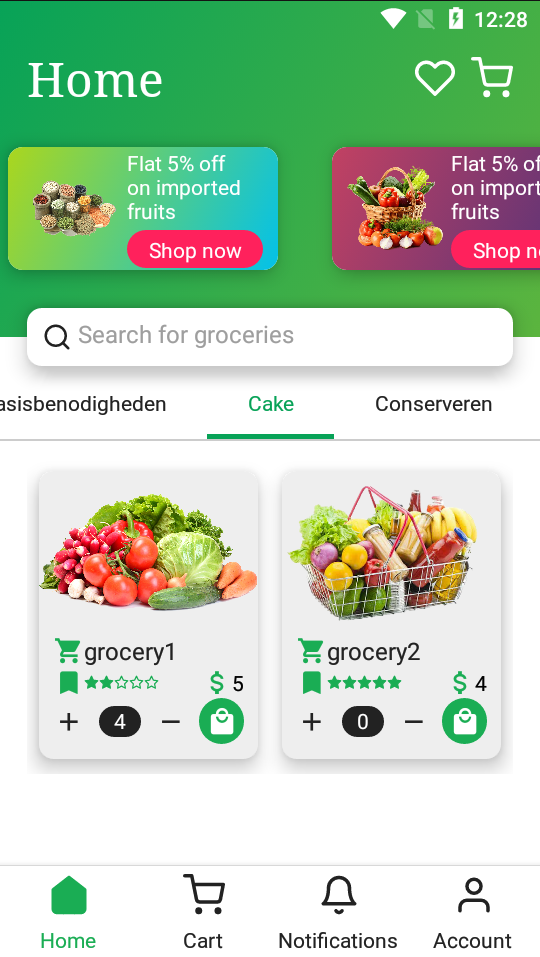 12:28
Home
Flat 5% off
on imported
fruits
Shop now
Flat 5% of
on import
fruits
Shop n
Search for groceries
asisbenodigheden
Cake
Conserveren
grocery1
$ 5
+ 4 −
grocery2
$ 4
+ 0 −
Home
Cart
Notifications
Account